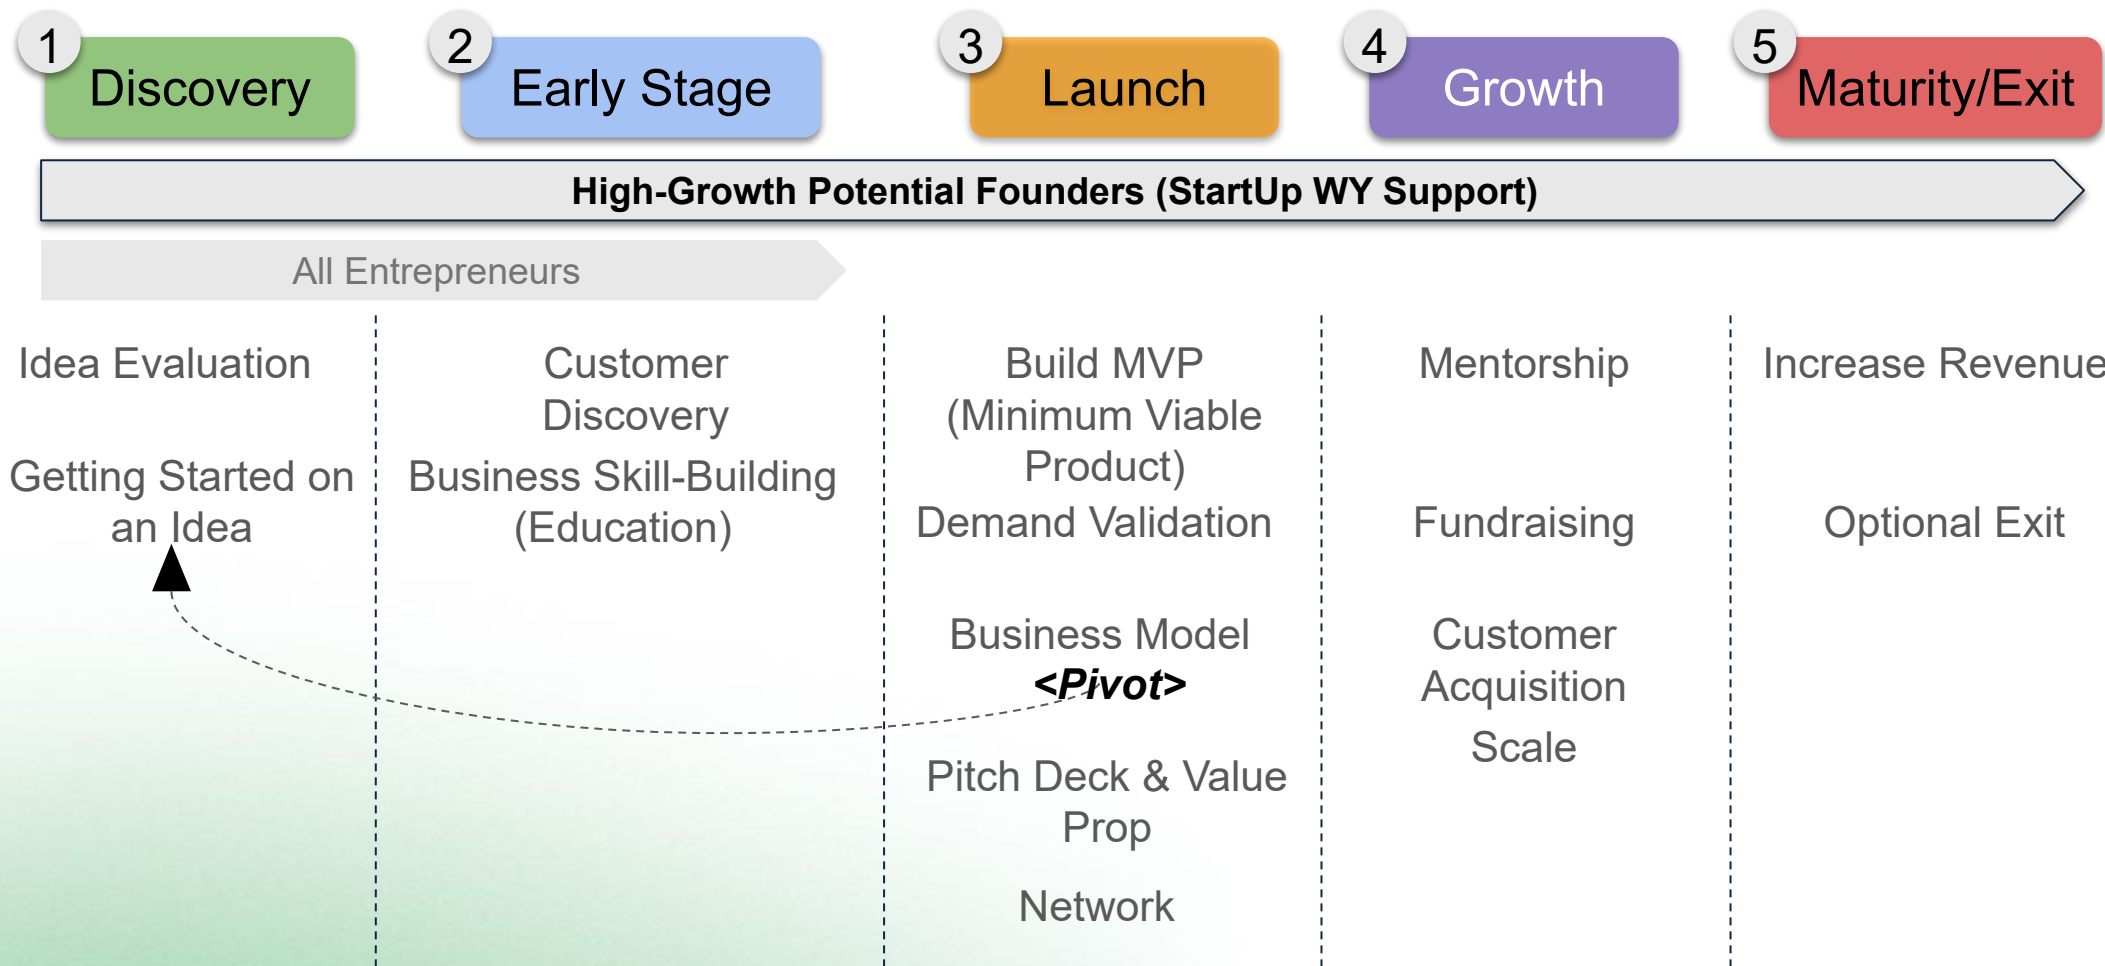 1
Discovery
2
Early Stage
3
Launch
4
Growth
5
Maturity/Exit
High-Growth Potential Founders (StartUp WY Support)
All Entrepreneurs
Idea Evaluation
Getting Started on
an Idea
Customer
Discovery
Business Skill-Building
(Education)
Build MVP
(Minimum Viable
Product)
Demand Validation
Business Model
<Pivot>
Pitch Deck & Value
Prop
Network
Mentorship
Fundraising
Customer
Acquisition
Scale
Increase Revenue
Optional Exit